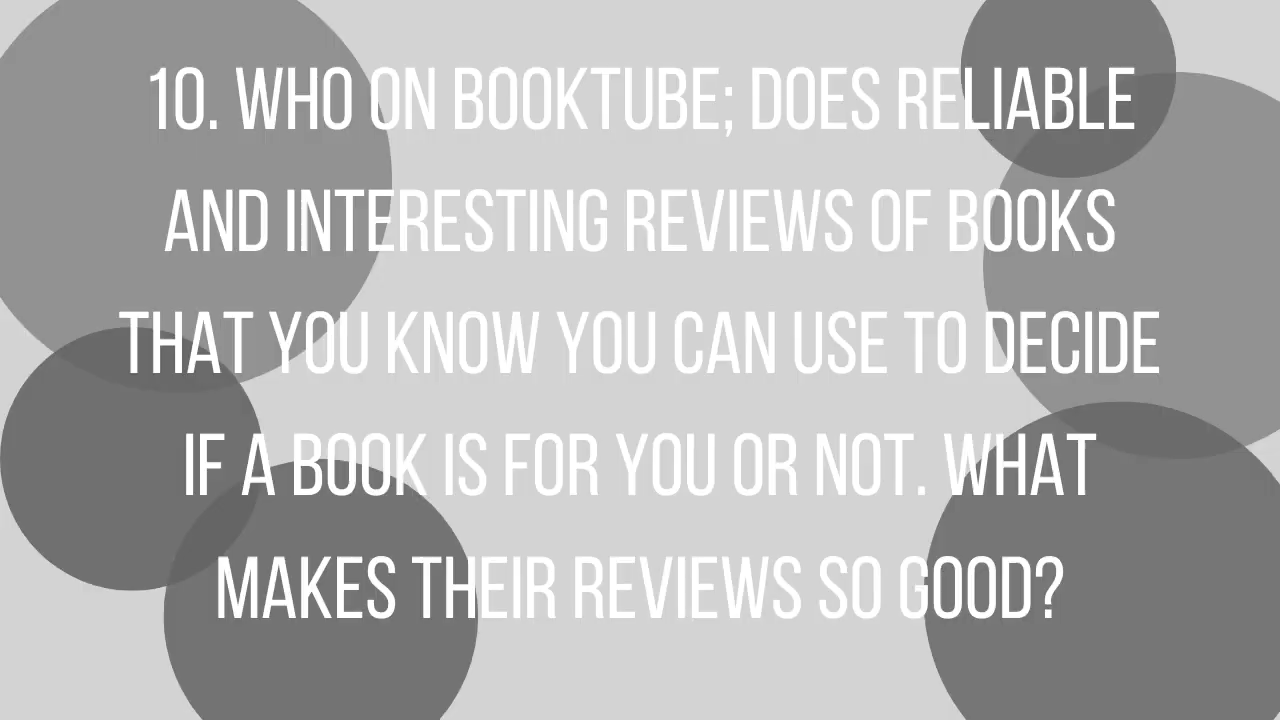 10. WHO ON BOOKTUBE; DOES RELIABLE
AND INTERESTING REVIEWS OF BOOKS
THAT YOU KNOW YOU CAN USE TO DECIDE
IF A BOOK IS FOR YOU OR NOT. WHAT
MAKES THEIR REVIEWS SO GOOD?